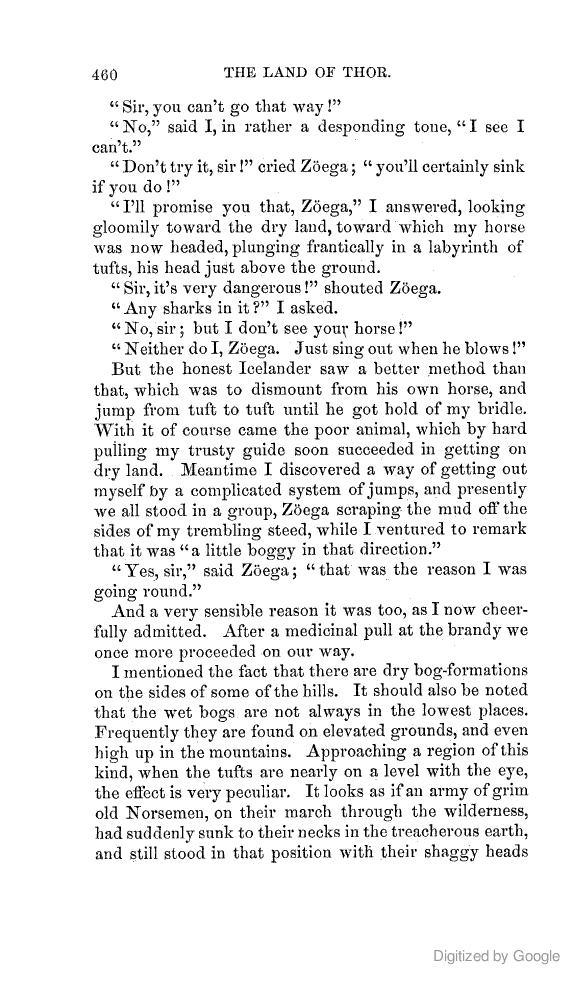 460 THE LAND OF THOR.
“Sir, you can’t go that way!”
“No,” said I, in rather a desponding tone, “I see I
can’t.”
“Don’t try it, sir!” cried Zöega; “you’ll certainly sink
if you do!”
“I’ll promise you that, Zöega,” I answered, looking
gloomily toward the dry land, toward which my horse
was now headed, plunging frantically in a labyrinth of
tufts, his head just above the ground.
“Sir, it’s very dangerous!” shouted Zöega.
“Any sharks in it?” I asked.
“No, sir; but I don’t see your horse!”
“Neither do I, Zöega. Just sing out when he blows!”
But the honest Icelander saw a better method than
that, which was to dismount from his own horse, and
jump from tuft to tuft until he got hold of my bridle.
With it of course came the poor animal, which by hard
pulling my trusty guide soon succeeded in getting on
dry land. Meantime I discovered a way of getting out
myself by a complicated system of jumps, and presently
we all stood in a group, Zöega scraping the mud off the
sides of my trembling steed, while I ventured to remark
that it was “a little boggy in that direction.”
“Yes, sir,” said Zöega; “that was the reason I was
going round.”
And a very sensible reason it was too, as I now cheer-
fully admitted. After a medicinal pull at the brandy we
once more proceeded on our way.
I mentioned the fact that there are dry bog-formations
on the sides of some of the hills. It should also be noted
that the wet bogs are not always in the lowest places.
Frequently they are found on elevated grounds, and even
high up in the mountains. Approaching a region of this
kind, when the tufts are nearly on a level with the eye,
the effect is very peculiar. It looks as if an army of grim
old Norsemen, on their march through the wilderness,
had suddenly sunk to their necks in the treacherous earth,
and still stood in that position with their shaggy heads
Digitized by Google